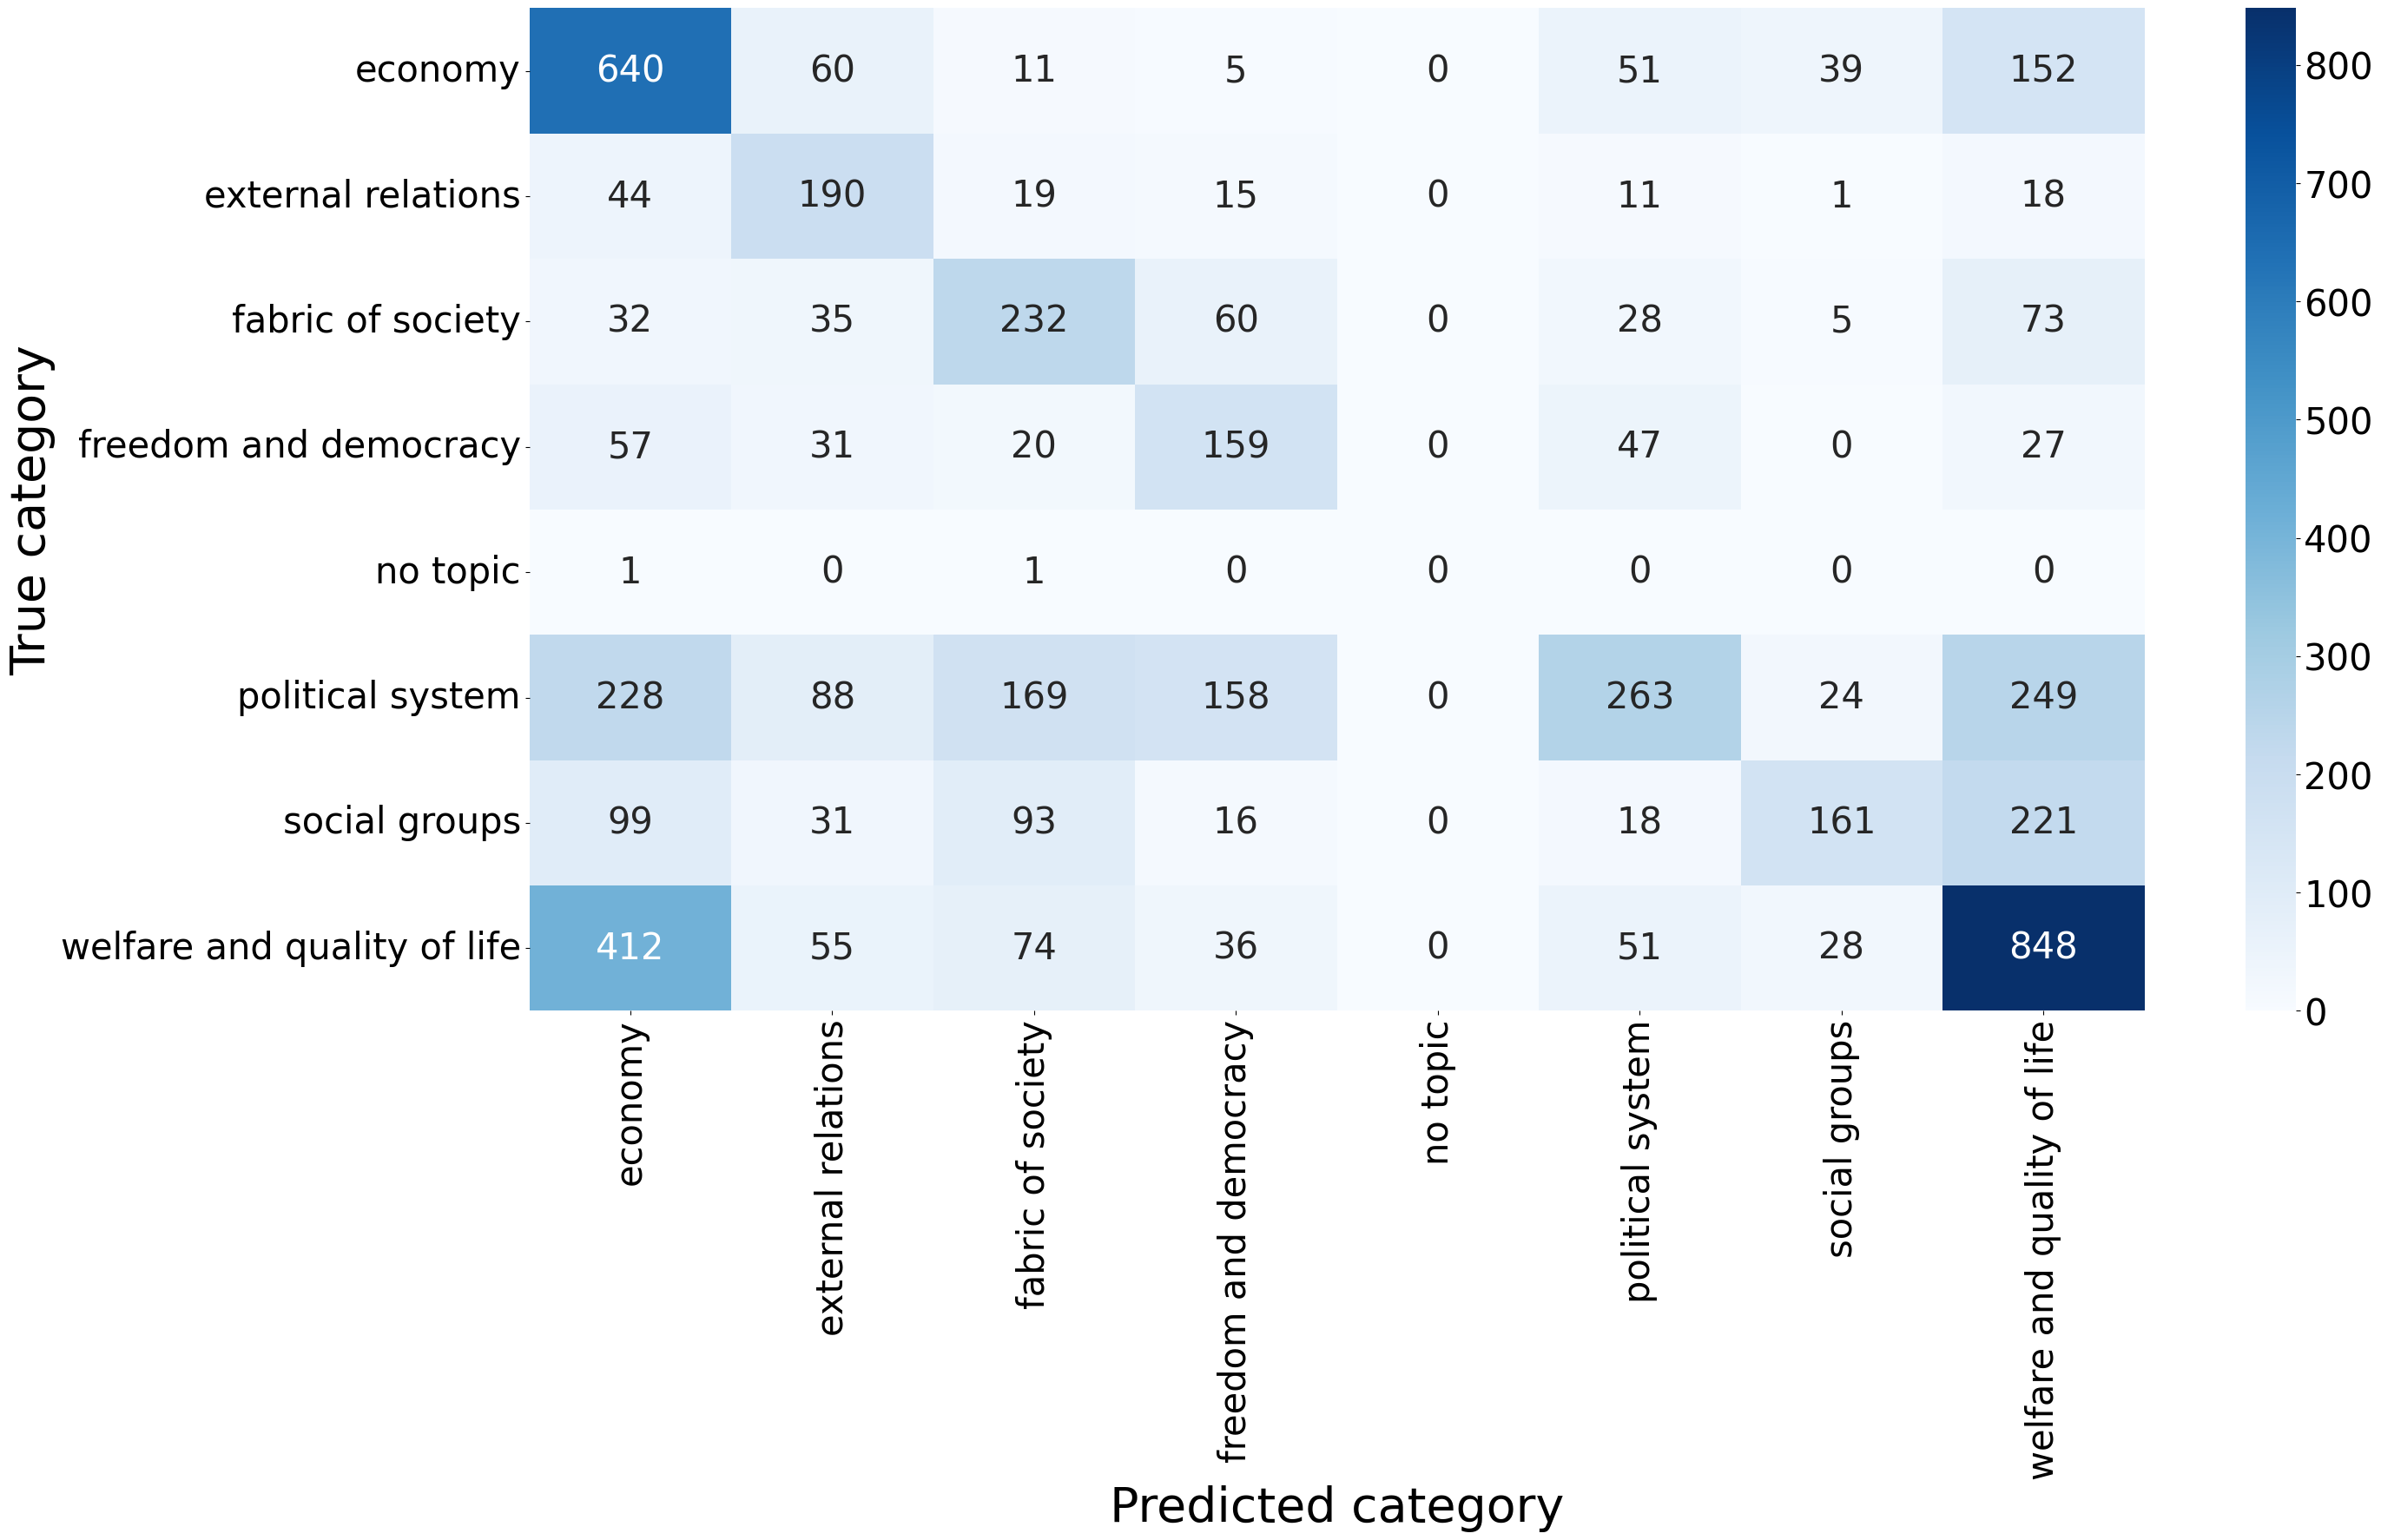 True category
economy 640 60 11 5 0 51 39 152
external relations 44 190 19 15 0 11 1 18
fabric of society 32 35 232 60 0 28 5 73
freedom and democracy 57 31 20 159 0 47 0 27
no topic 1 0 1 0 0 0 0 0
political system 228 88 169 158 0 263 24 249
social groups 99 31 93 16 0 18 161 221
welfare and quality of life 412 55 74 36 0 51 28 848
economy
external relations
fabric of society
freedom and democracy
no topic
political system
social groups
welfare and quality of life
Predicted category
800
700
600
500
400
300
200
100
0